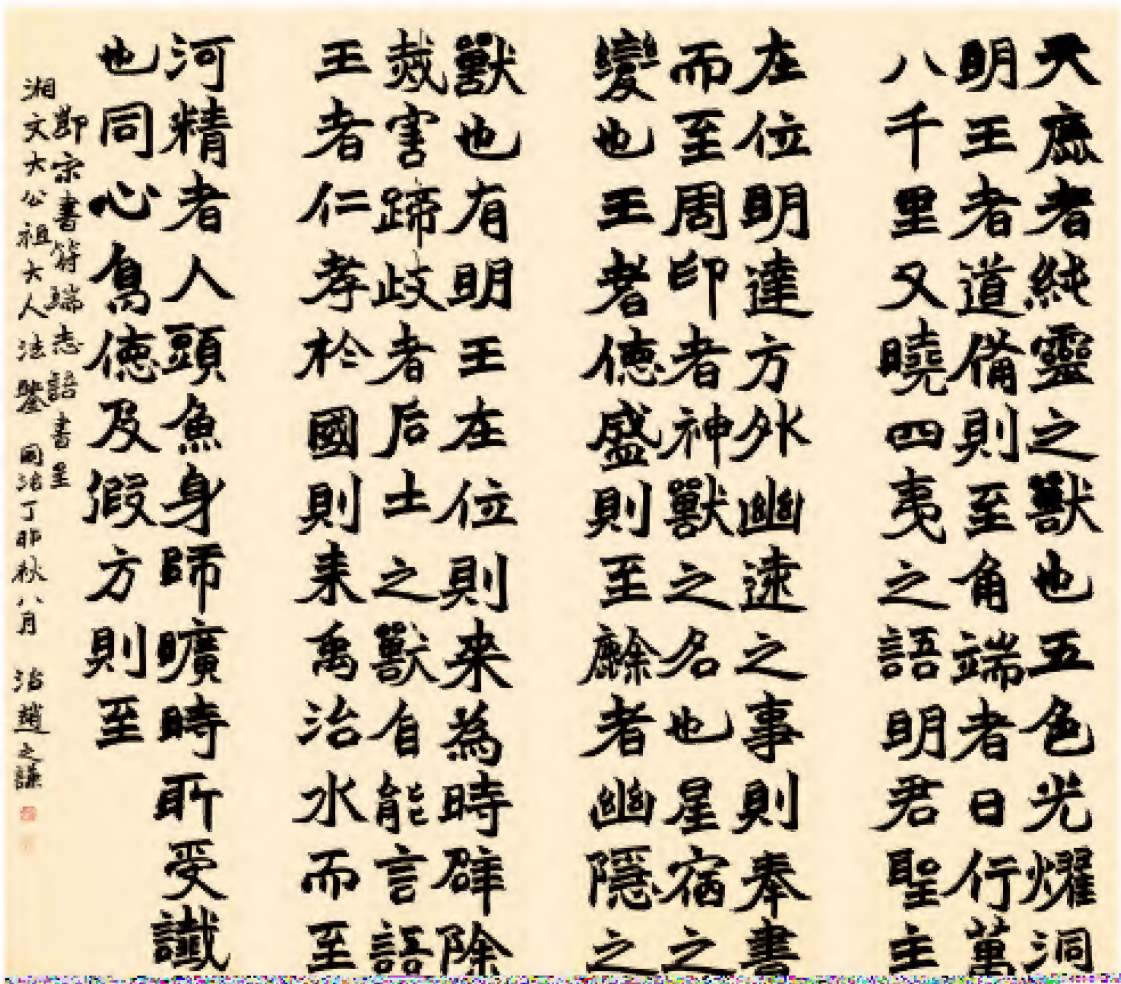 天鹿者純靈之獸也五色光燿洞
明王者道備則至角端者日行萬
八千里又曉四夷之語明君聖主
在位明達方外幽遠之事則奉書
而至周印者神獸之名也星宿之
變也王者德盛則至䴄者幽隱之
獸也有明王在位則來為時辟除
烖害蹄歧者后土之獸自能言語
王者仁孝於國則來禹治水而至
河精者人頭魚身師曠時所受讖
也同心鳥德及徦方則至
鄭宗書符瑞志語書呈
湘文大公祖大人法鑒 同治丁卯秋八月 治趙之謙